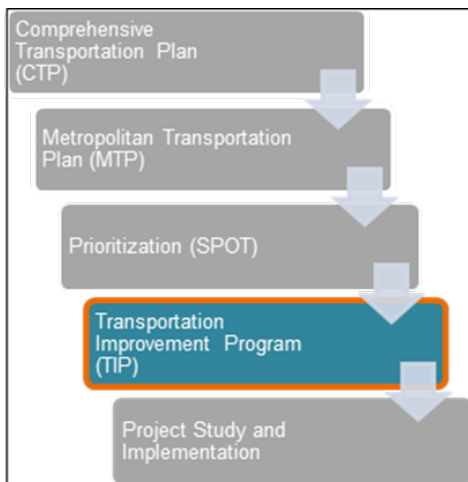 Comprehensive
Transportation Plan
(CTP)
Metropolitan Transportation
Plan (MTP)
Prioritization (SPOT)
Transportation
Improvement Program
(TIP)
Project Study and
Implementation